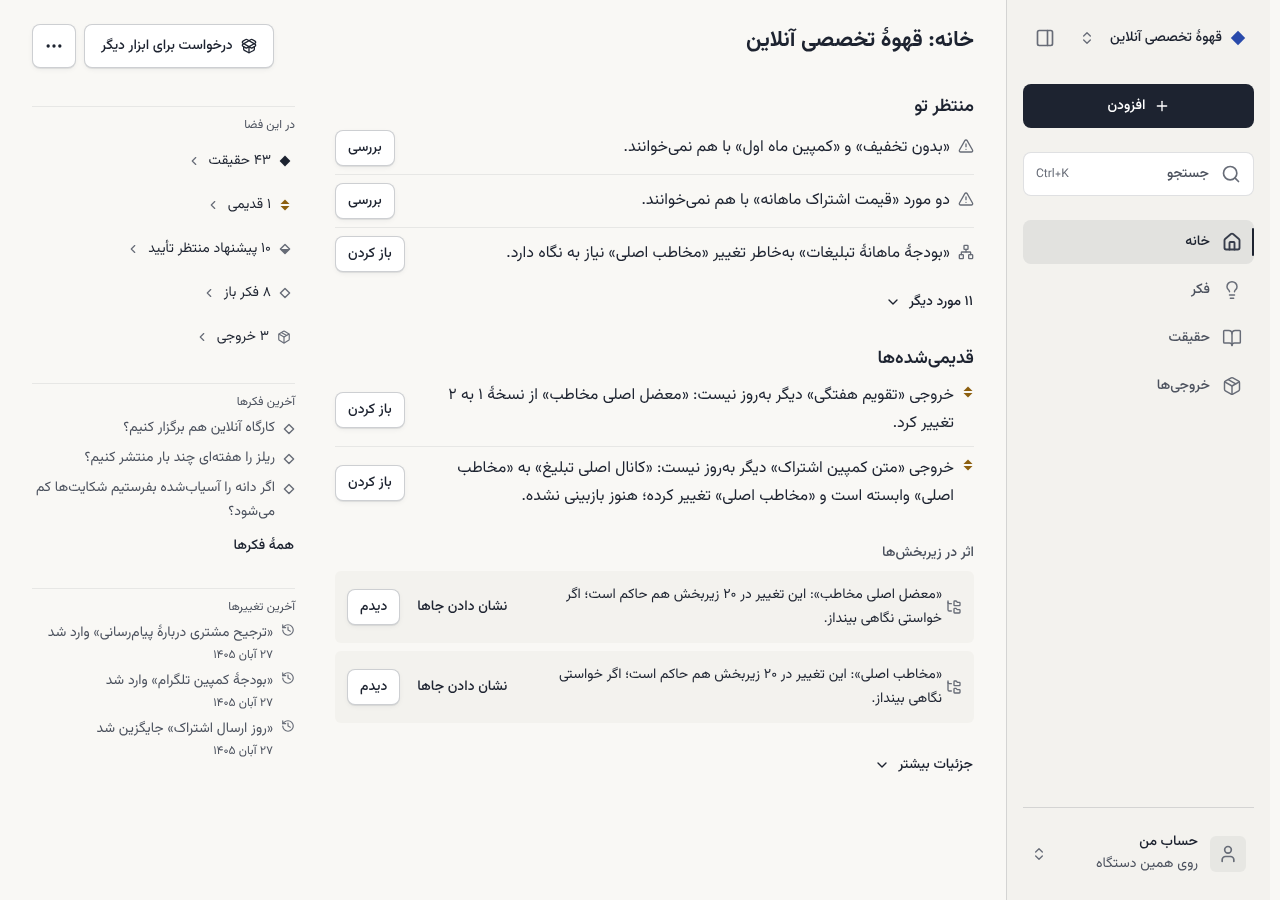 قهوهٔ تخصصی آنلاین
افزودن
جستجو
Ctrl+K
خانه
فکر
حقیقت
خروجی‌ها
حساب من
روی همین دستگاه
خانه: قهوهٔ تخصصی آنلاین
منتظر تو
«بدون تخفیف» و «کمپین ماه اول» با هم نمی‌خوانند.
بررسی
دو مورد «قیمت اشتراک ماهانه» با هم نمی‌خوانند.
بررسی
«بودجهٔ ماهانهٔ تبلیغات» به‌خاطر تغییر «مخاطب اصلی» نیاز به نگاه دارد.
باز کردن
۱۱ مورد دیگر
قدیمی‌شده‌ها
خروجی «تقویم هفتگی» دیگر به‌روز نیست: «معضل اصلی مخاطب» از نسخهٔ ۱ به ۲
تغییر کرد.
باز کردن
خروجی «متن کمپین اشتراک» دیگر به‌روز نیست: «کانال اصلی تبلیغ» به «مخاطب
اصلی» وابسته است و «مخاطب اصلی» تغییر کرده؛ هنوز بازبینی نشده.
باز کردن
اثر در زیربخش‌ها
«معضل اصلی مخاطب»: این تغییر در ۲۰ زیربخش هم حاکم است؛ اگر
خواستی نگاهی بینداز.
نشان دادن جاها
دیدم
«مخاطب اصلی»: این تغییر در ۲۰ زیربخش هم حاکم است؛ اگر خواستی
نگاهی بینداز.
نشان دادن جاها
دیدم
جزئیات بیشتر
درخواست برای ابزار دیگر
در این فضا
۴۳ حقیقت
۱ قدیمی
۱۰ پیشنهاد منتظر تأیید
۸ فکر باز
۳ خروجی
آخرین فکرها
کارگاه آنلاین هم برگزار کنیم؟
ریلز را هفته‌ای چند بار منتشر کنیم؟
اگر دانه را آسیاب‌شده بفرستیم شکایت‌ها کم
می‌شود؟
همهٔ فکرها
آخرین تغییرها
«ترجیح مشتری دربارهٔ پیام‌رسانی» وارد شد
۲۷ آبان ۱۴۰۵
«بودجهٔ کمپین تلگرام» وارد شد
۲۷ آبان ۱۴۰۵
«روز ارسال اشتراک» جایگزین شد
۲۷ آبان ۱۴۰۵